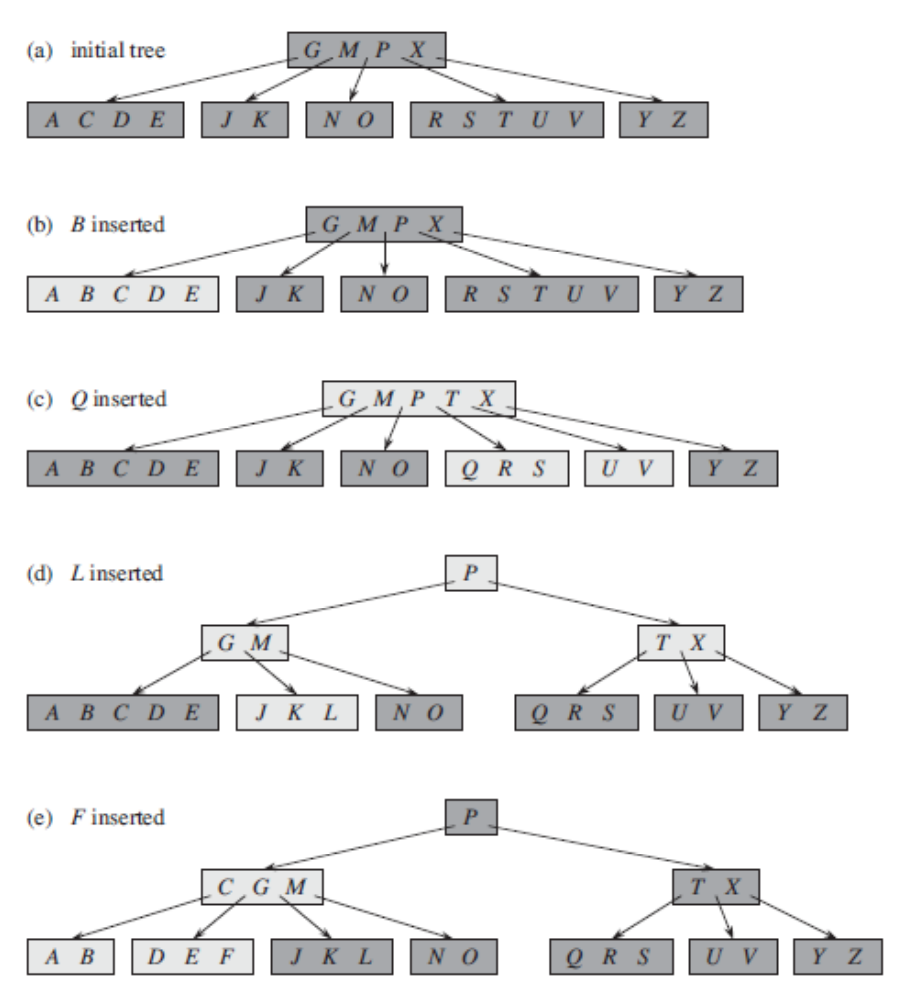 (a) initial tree G M P X
A C D E J K N O R S T U V Y Z
(b) B inserted G M P X
A B C D E J K N O R S T U V Y Z
(c) Q inserted G M P T X
A B C D E J K N O Q R S U V Y Z
(d) L inserted P
G M T X
A B C D E J K L N O Q R S U V Y Z
(e) F inserted P
C G M T X
A B D E F J K L N O Q R S U V Y Z